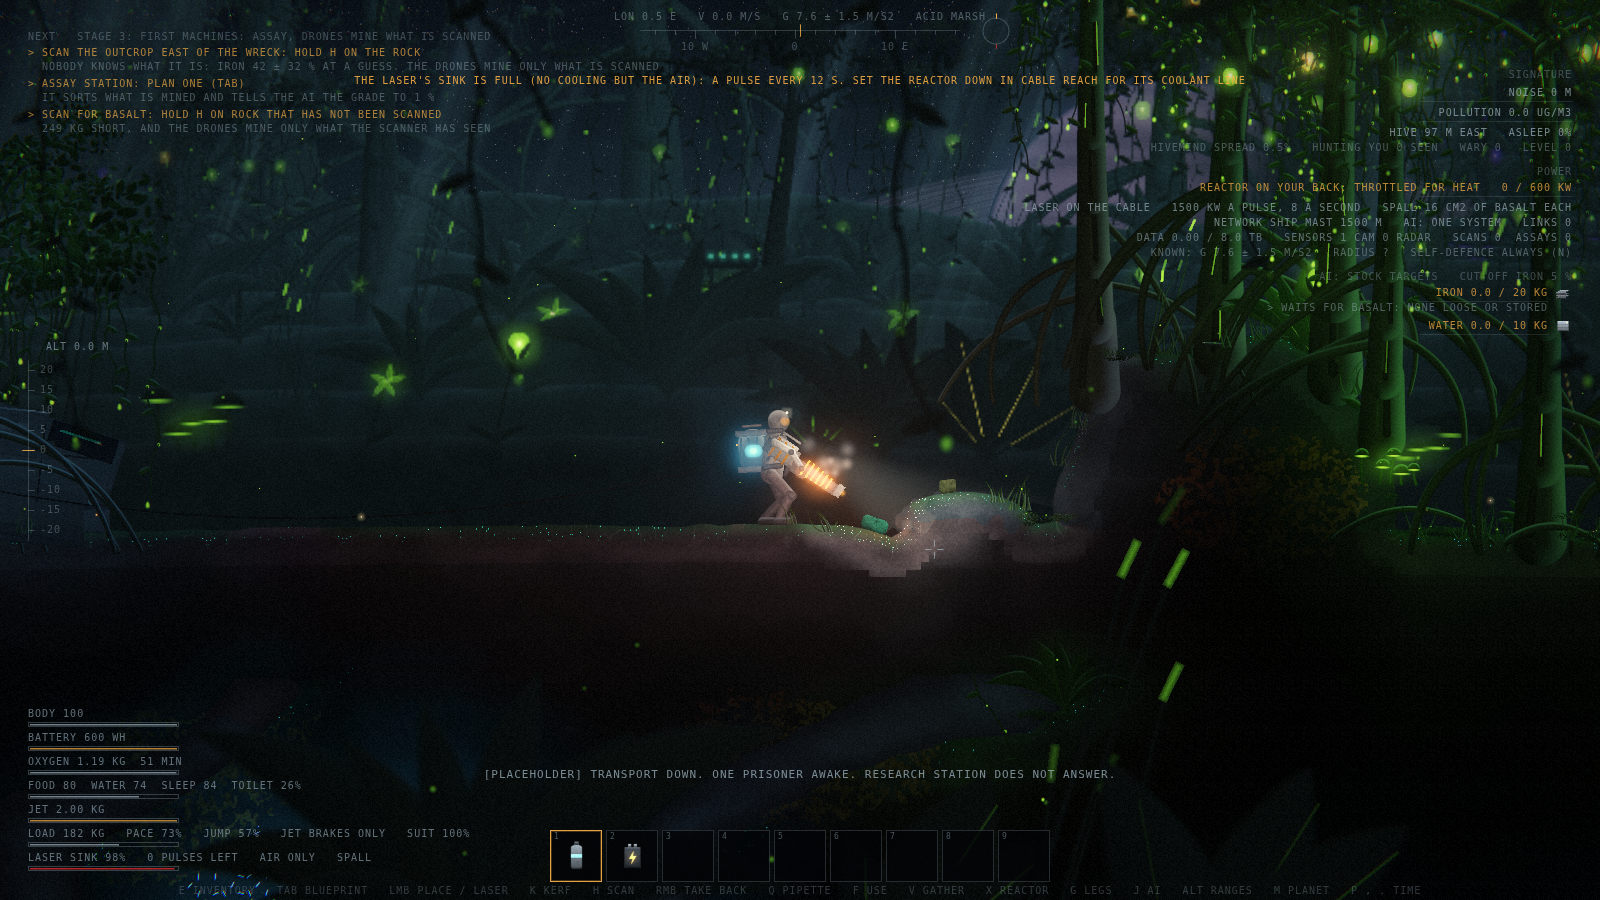 LON 0.5 E   V 0.0 M/S   G 7.6 ± 1.5 M/S2   ACID MARSH
10 W   0   10 E
NEXT   STAGE 3: FIRST MACHINES: ASSAY, DRONES MINE WHAT IS SCANNED
> SCAN THE OUTCROP EAST OF THE WRECK: HOLD H ON THE ROCK
NOBODY KNOWS WHAT IT IS: IRON 42 ± 32 % AT A GUESS. THE DRONES MINE ONLY WHAT IS SCANNED
> ASSAY STATION: PLAN ONE (TAB)
IT SORTS WHAT IS MINED AND TELLS THE AI THE GRADE TO 1 %
> SCAN FOR BASALT: HOLD H ON ROCK THAT HAS NOT BEEN SCANNED
249 KG SHORT, AND THE DRONES MINE ONLY WHAT THE SCANNER HAS SEEN
THE LASER'S SINK IS FULL (NO COOLING BUT THE AIR): A PULSE EVERY 12 S. SET THE REACTOR DOWN IN CABLE REACH FOR ITS COOLANT LINE
SIGNATURE
NOISE 0 M
POLLUTION 0.0 UG/M3
HIVE 97 M EAST   ASLEEP 0%
HIVEMIND SPREAD 0.5%   HUNTING YOU 0 SEEN   WARY 0   LEVEL 0
POWER
REACTOR ON YOUR BACK: THROTTLED FOR HEAT   0 / 600 KW
LASER ON THE CABLE   1500 KW A PULSE, 8 A SECOND   SPALL 16 CM2 OF BASALT EACH
NETWORK SHIP MAST 1500 M   AI: ONE SYSTEM   LINKS 0
DATA 0.00 / 8.0 TB   SENSORS 1 CAM 0 RADAR   SCANS 0   ASSAYS 0
KNOWN: G 7.6 ± 1.5 M/S2   RADIUS ?   SELF-DEFENCE ALWAYS (N)
AI: STOCK TARGETS   CUTOFF IRON 5 %
IRON 0.0 / 20 KG
> WAITS FOR BASALT: NONE LOOSE OR STORED
WATER 0.0 / 10 KG
ALT 0.0 M
20
15
10
5
0
-5
-10
-15
-20
BODY 100
BATTERY 600 WH
OXYGEN 1.19 KG   51 MIN
FOOD 80   WATER 74   SLEEP 84   TOILET 26%
JET 2.00 KG
LOAD 182 KG   PACE 73%   JUMP 57%   JET BRAKES ONLY   SUIT 100%
LASER SINK 98%   0 PULSES LEFT   AIR ONLY   SPALL
[PLACEHOLDER] TRANSPORT DOWN. ONE PRISONER AWAKE. RESEARCH STATION DOES NOT ANSWER.
1 2 3 4 5 6 7 8 9
E INVENTORY   TAB BLUEPRINT   LMB PLACE / LASER   K KERF   H SCAN   RMB TAKE BACK   Q PIPETTE   F USE   V GATHER   X REACTOR   G LEGS   J AI   ALT RANGES   M PLANET   P , . TIME